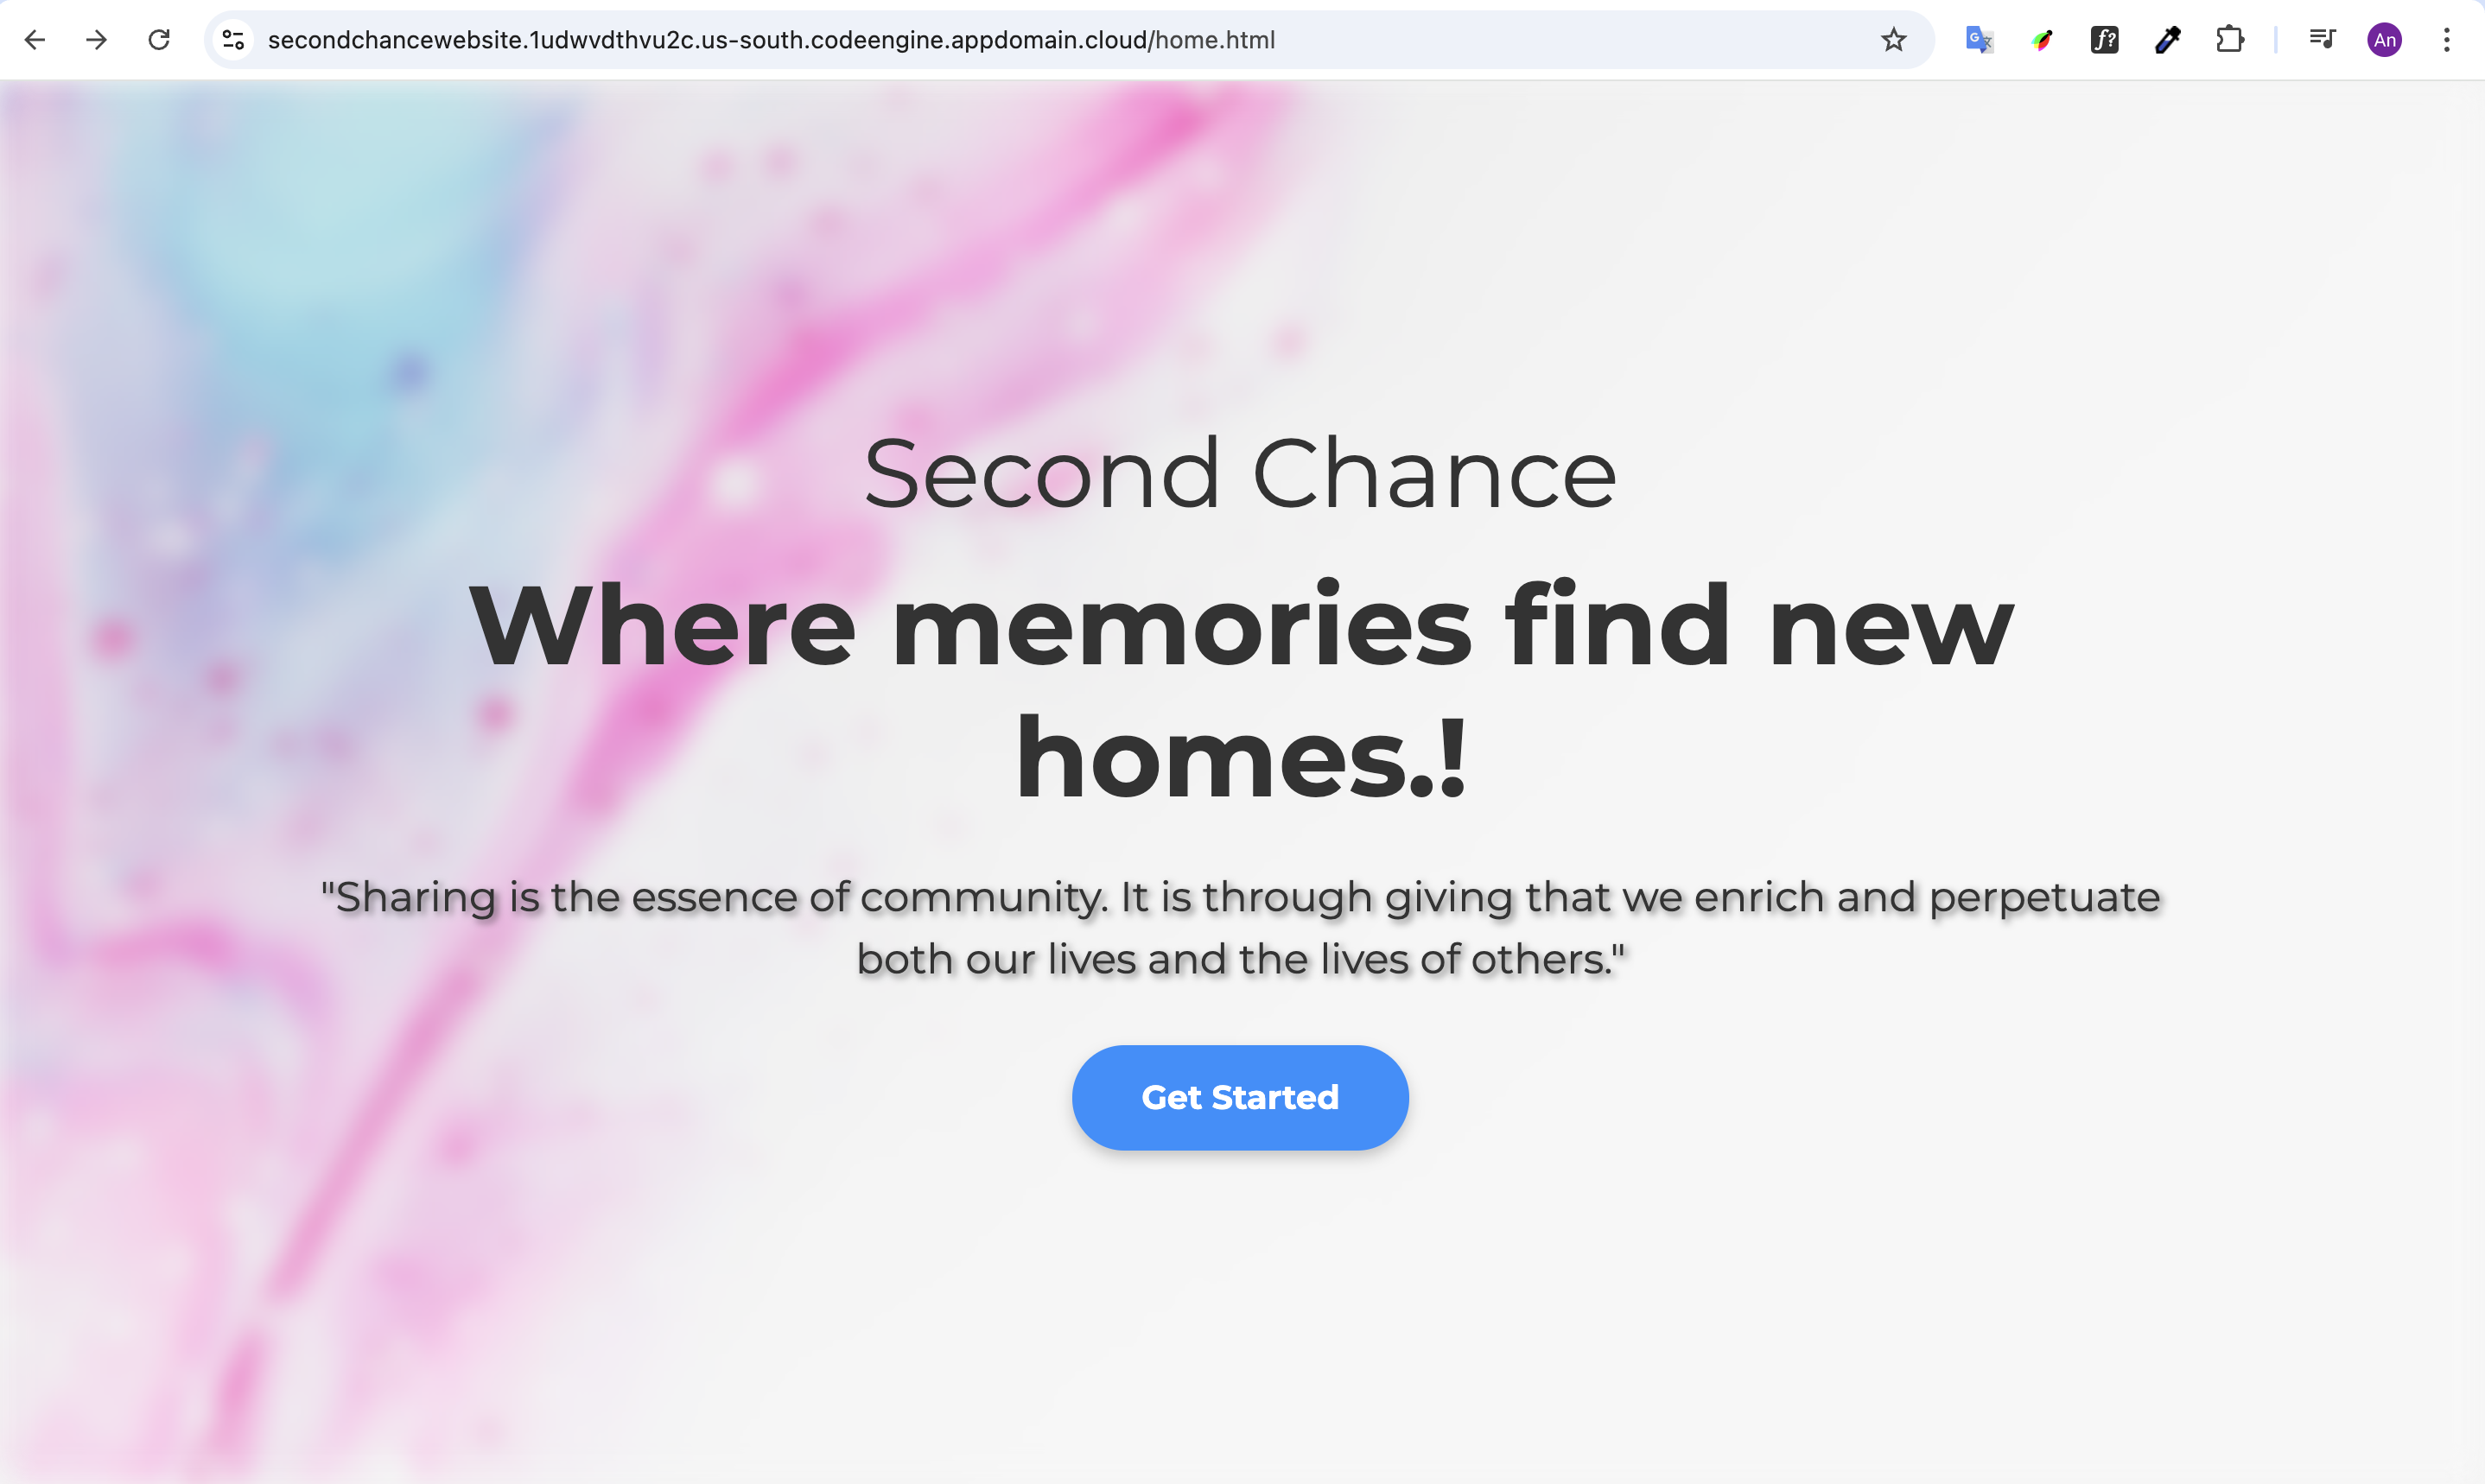 secondchancewebsite.1udwvdthvu2c.us-south.codeengine.appdomain.cloud/home.html
G
f?
An
Second Chance
Where memories find new
homes.!
"Sharing is the essence of community. It is through giving that we enrich and perpetuate
both our lives and the lives of others."
Get Started